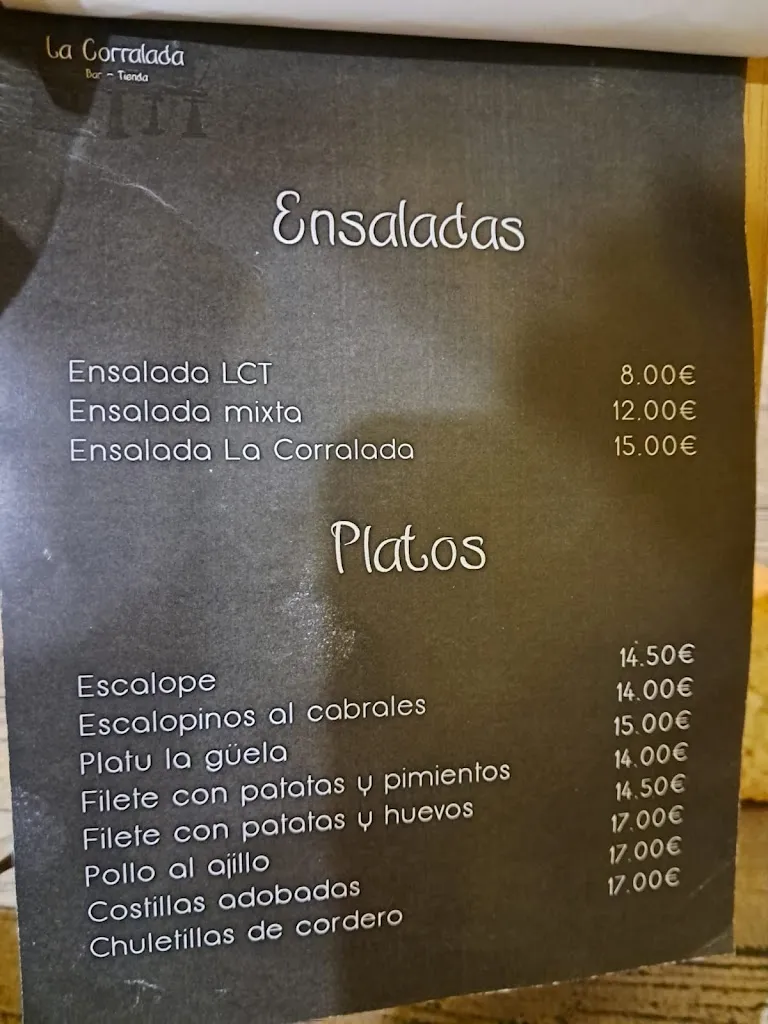 La Corralada
Bar - Tienda
Ensaladas
Ensalada LCT 8.00€
Ensalada mixta 12.00€
Ensalada La Corralada 15.00€
Platos
Escalope 14.50€
Escalopinos al cabrales 14.00€
Platu la güela 15.00€
Filete con patatas y pimientos 14.00€
Filete con patatas y huevos 14.50€
Pollo al ajillo 17.00€
Costillas adobadas 17.00€
Chuletillas de cordero 17.00€